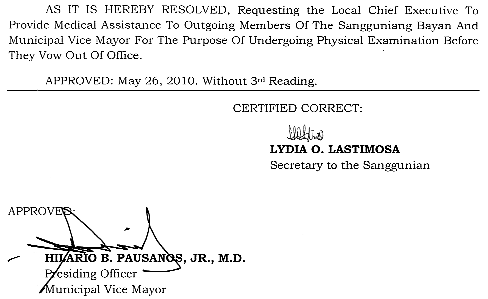 AS IT IS HEREBY RESOLVED, Requesting the Local Chief Executive To
Provide Medical Assistance To Outgoing Members Of The Sangguniang Bayan And
Municipal Vice Mayor For The Purpose Of Undergoing Physical Examination Before
They Vow Out Of Office.
APPROVED: May 26, 2010. Without 3rd Reading.
CERTIFIED CORRECT:
LYDIA O. LASTIMOSA
Secretary to the Sanggunian
APPROVED:
HILARIO B. PAUSANOS, JR., M.D.
Presiding Officer
Municipal Vice Mayor